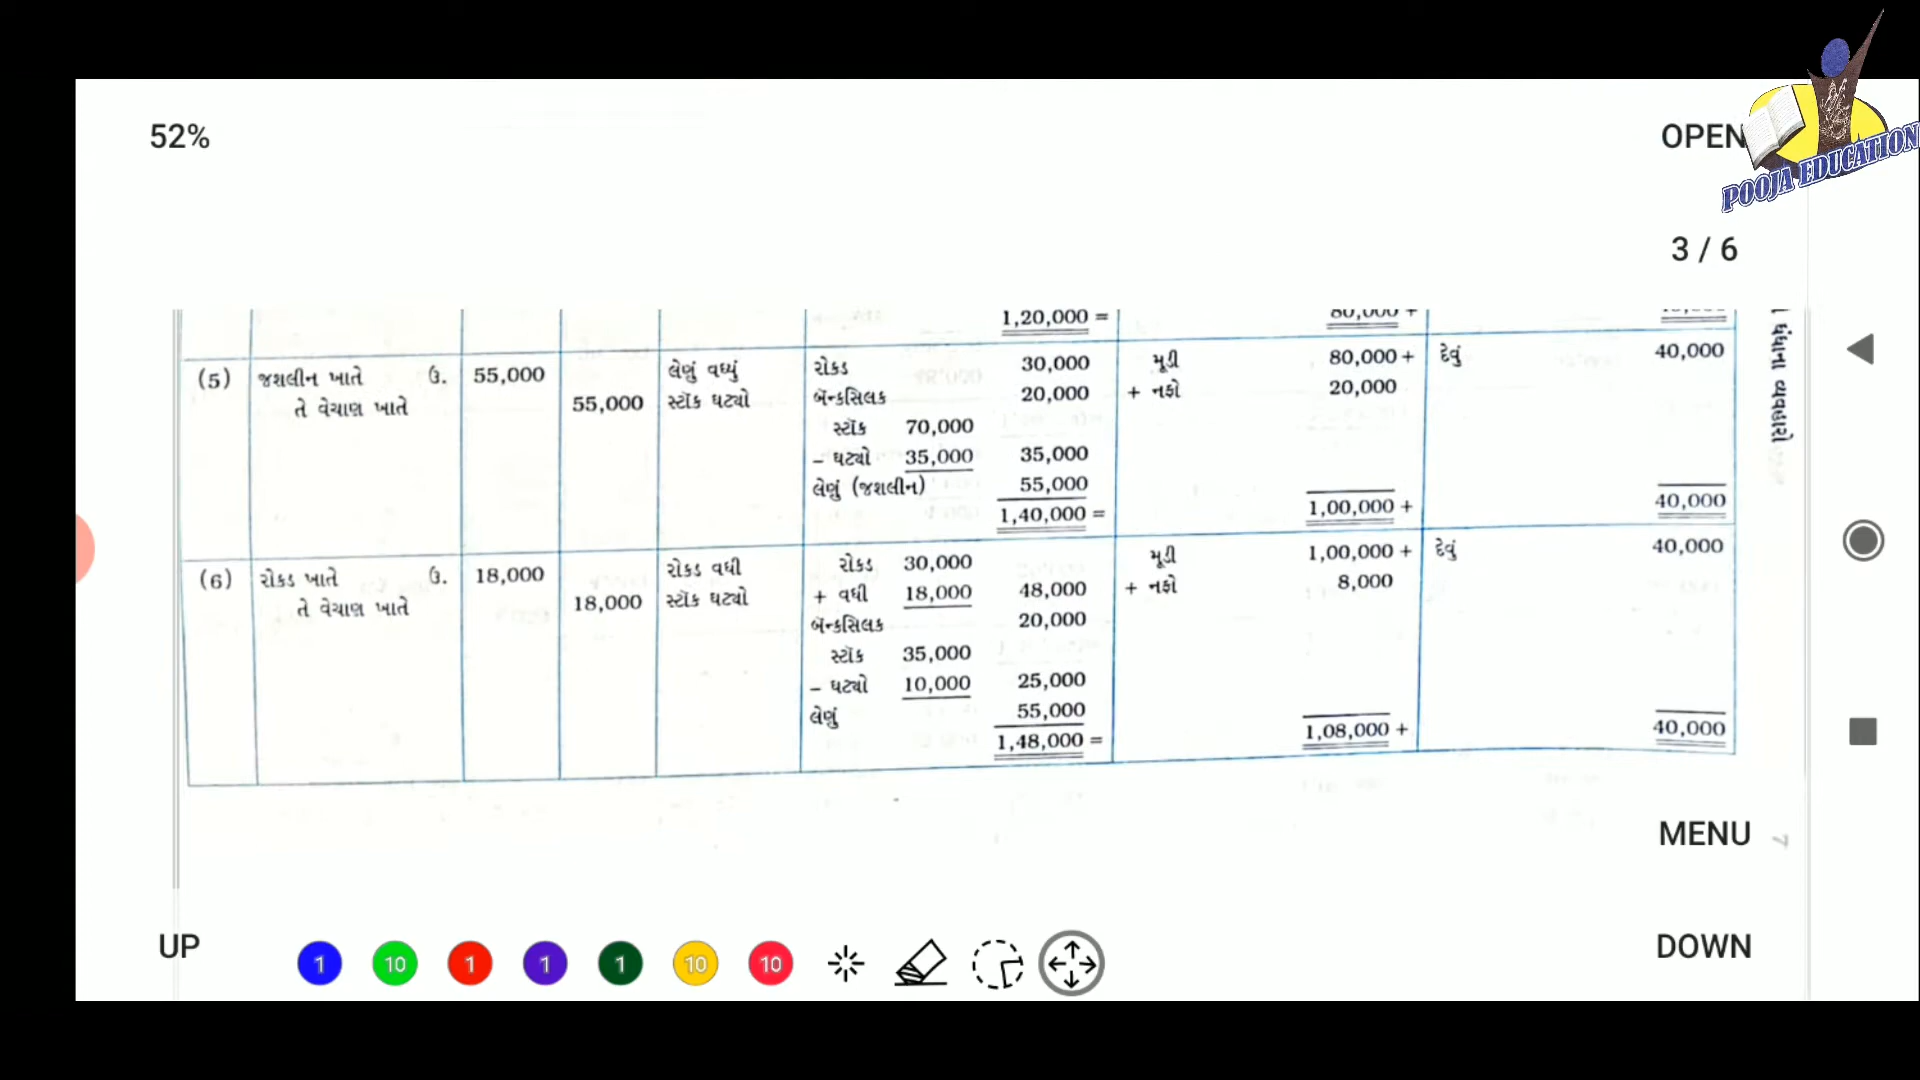 52%
OPEN
POOJA EDUCATION
3 / 6
1,20,000 = 80,000 +
(5) જશલીન ખાતે ઉ. 55,000 લેણું વધ્યું રોકડ 30,000 મૂડી 80,000 + દેવું 40,000
તે વેચાણ ખાતે 55,000 સ્ટૉક ઘટ્યો બૅન્કસિલક 20,000 + નફો 20,000
સ્ટૉક 70,000
– ઘટ્યો 35,000 35,000
લેણું (જશલીન) 55,000
1,40,000 = 1,00,000 + 40,000
(6) રોકડ ખાતે ઉ. 18,000 રોકડ વધી રોકડ 30,000 મૂડી 1,00,000 + દેવું 40,000
તે વેચાણ ખાતે 18,000 સ્ટૉક ઘટ્યો + વધી 18,000 48,000 + નફો 8,000
બૅન્કસિલક 20,000
સ્ટૉક 35,000
– ઘટ્યો 10,000 25,000
લેણું 55,000
1,48,000 = 1,08,000 + 40,000
ધંધાના વ્યવહારો
7
MENU
UP
1 10 1 1 1 10 10
DOWN